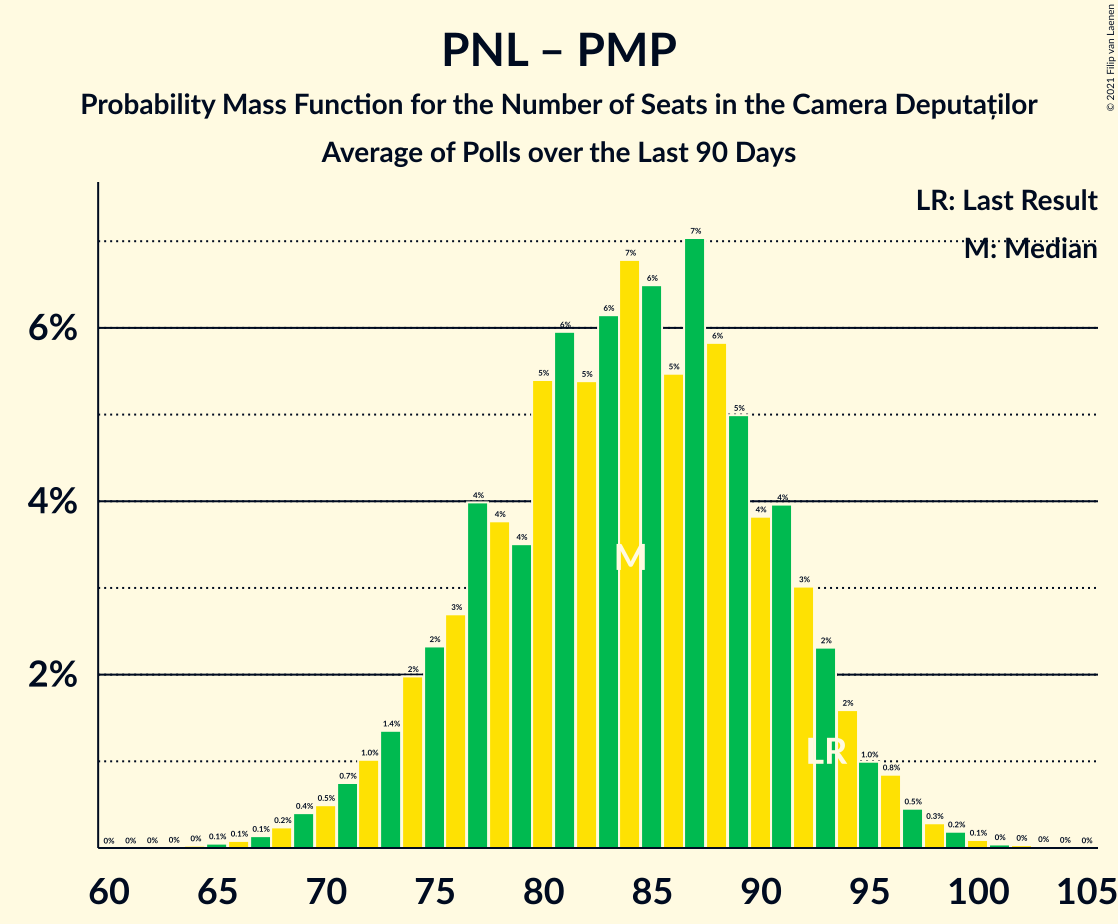 PNL – PMP
Probability Mass Function for the Number of Seats in the Camera Deputaților
Average of Polls over the Last 90 Days
© 2021 Filip van Laenen
LR: Last Result
M: Median
6%
4%
2%
0% 0% 0% 0% 0% 0.1% 0.1% 0.1% 0.2% 0.4% 0.5% 0.7% 1.0% 1.4% 2% 2% 3% 4% 4% 4% 5% 6% 5% 6% 7% 6% 5% 7% 6% 5% 4% 4% 3% 2% 2% 1.0% 0.8% 0.5% 0.3% 0.2% 0.1% 0% 0% 0% 0% 0%
M
LR
60 65 70 75 80 85 90 95 100 105